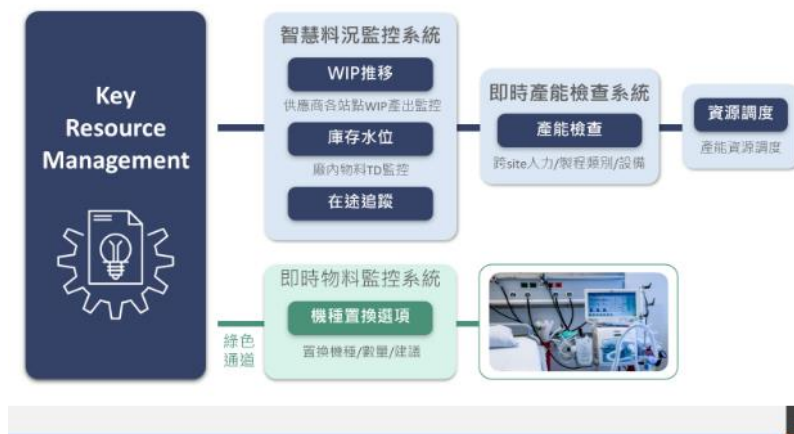 Key
Resource
Management
智慧料況監控系統
WIP推移
供應商各站點WIP產出監控
庫存水位
廠內物料TD監控
在途追蹤
即時產能檢查系統
產能檢查
跨site人力/製程類別/設備
資源調度
產能資源調度
綠色
通道
即時物料監控系統
機種置換選項
置換機種/數量/建議